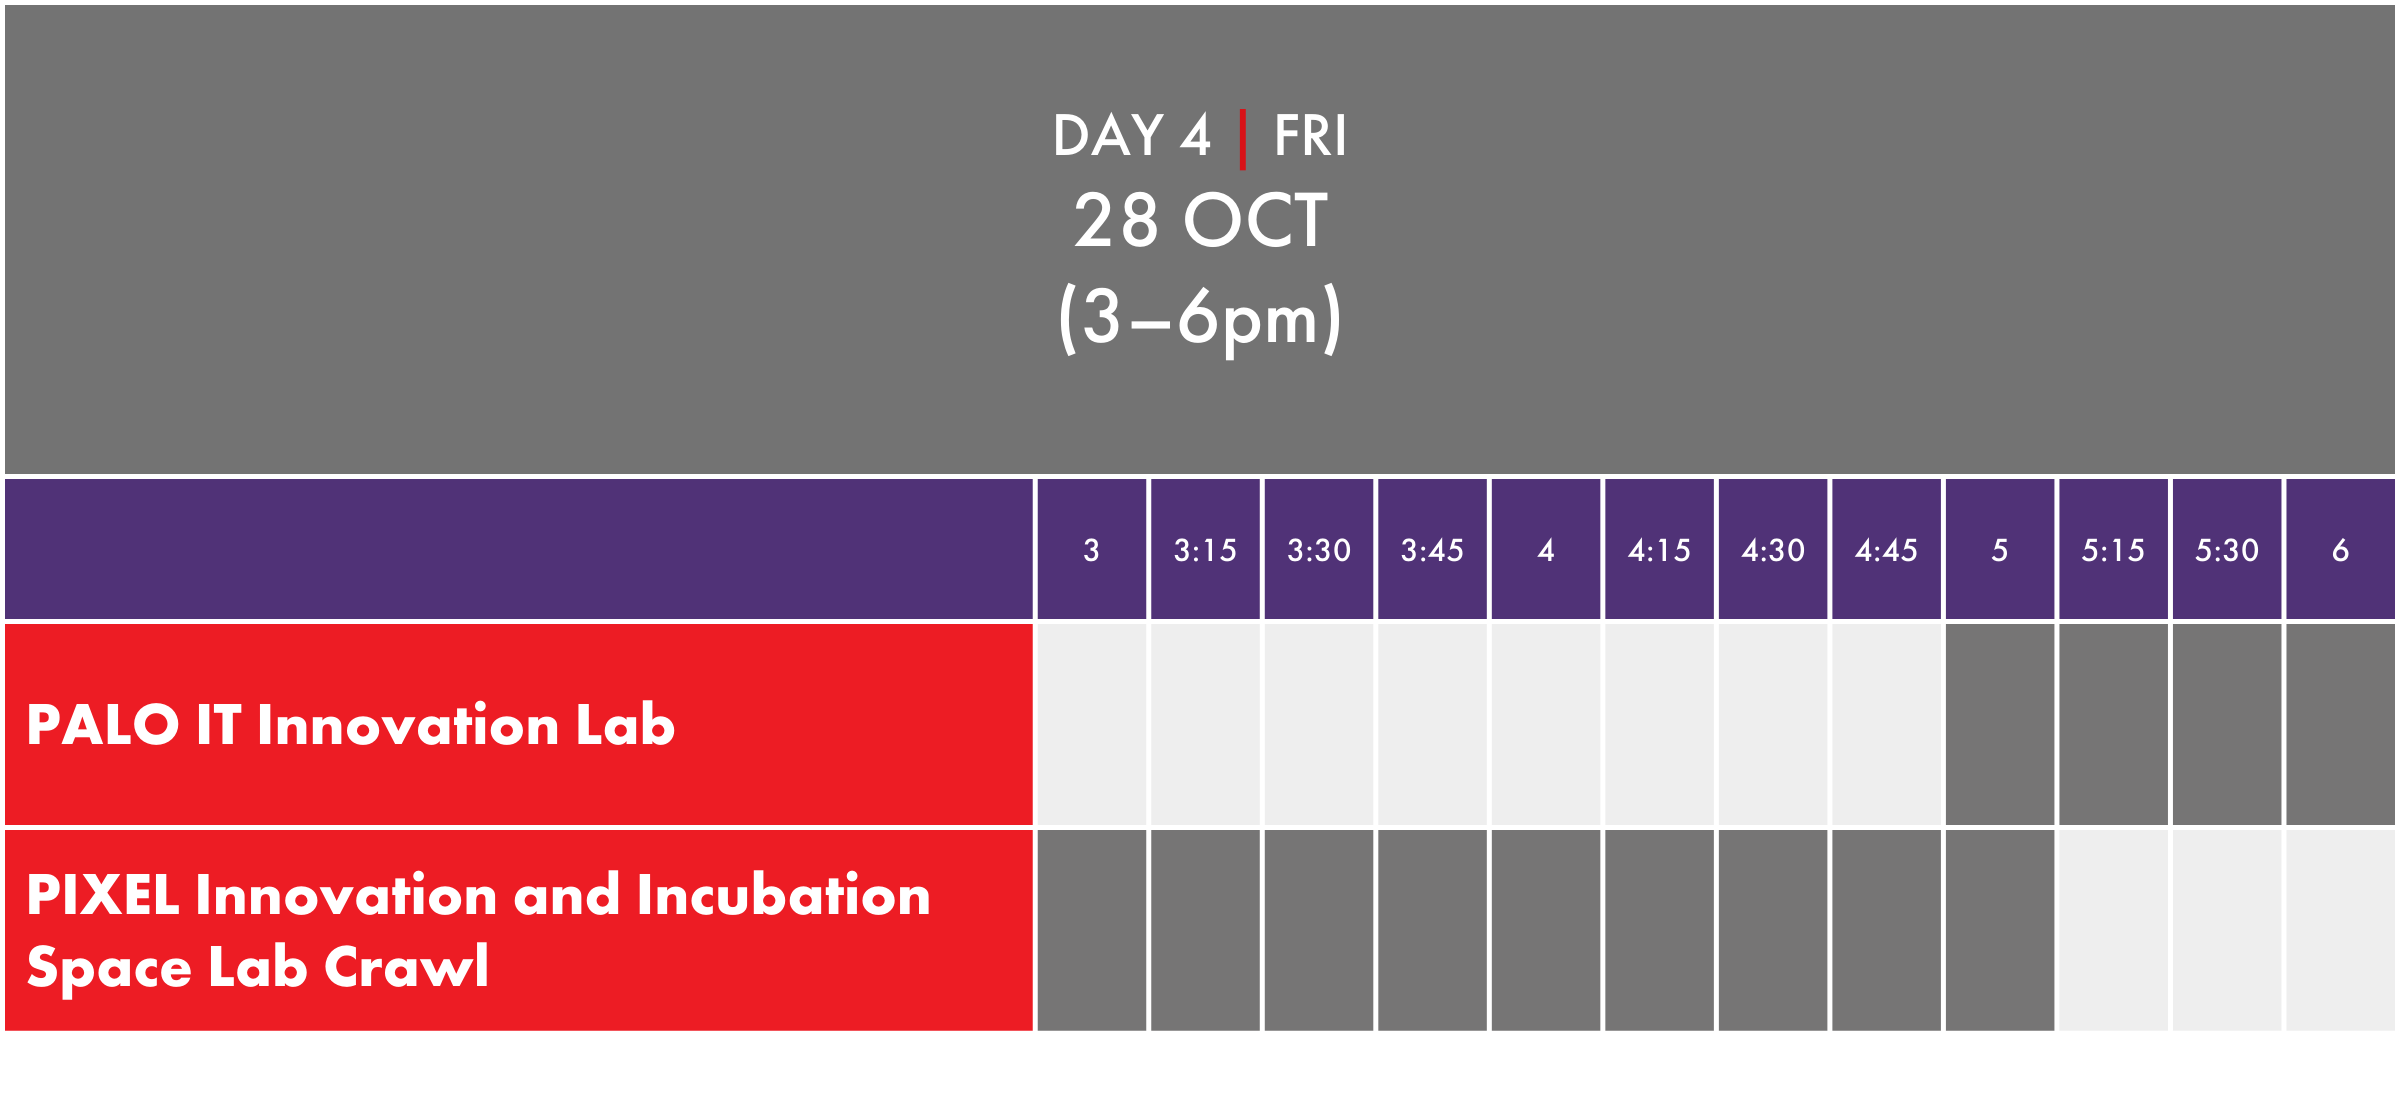 DAY 4 | FRI
28 OCT
(3–6pm)
3 3:15 3:30 3:45 4 4:15 4:30 4:45 5 5:15 5:30 6
PALO IT Innovation Lab
PIXEL Innovation and Incubation
Space Lab Crawl